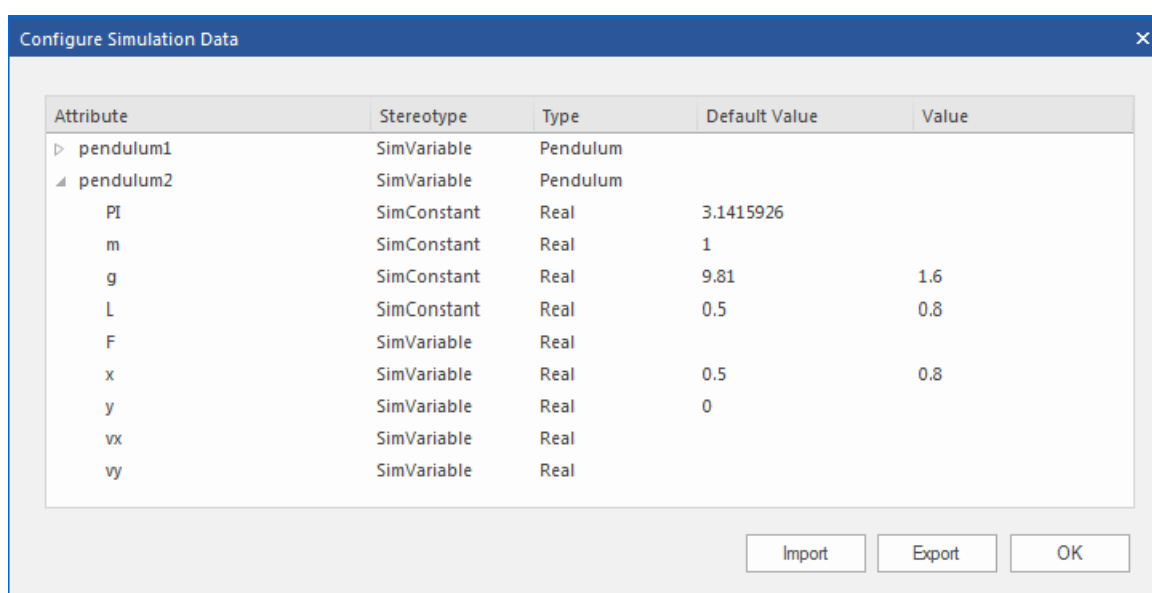 Configure Simulation Data
Attribute Stereotype Type Default Value Value
pendulum1 SimVariable Pendulum
pendulum2 SimVariable Pendulum
PI SimConstant Real 3.1415926
m SimConstant Real 1
g SimConstant Real 9.81 1.6
L SimConstant Real 0.5 0.8
F SimVariable Real
x SimVariable Real 0.5 0.8
y SimVariable Real 0
vx SimVariable Real
vy SimVariable Real
Import Export OK